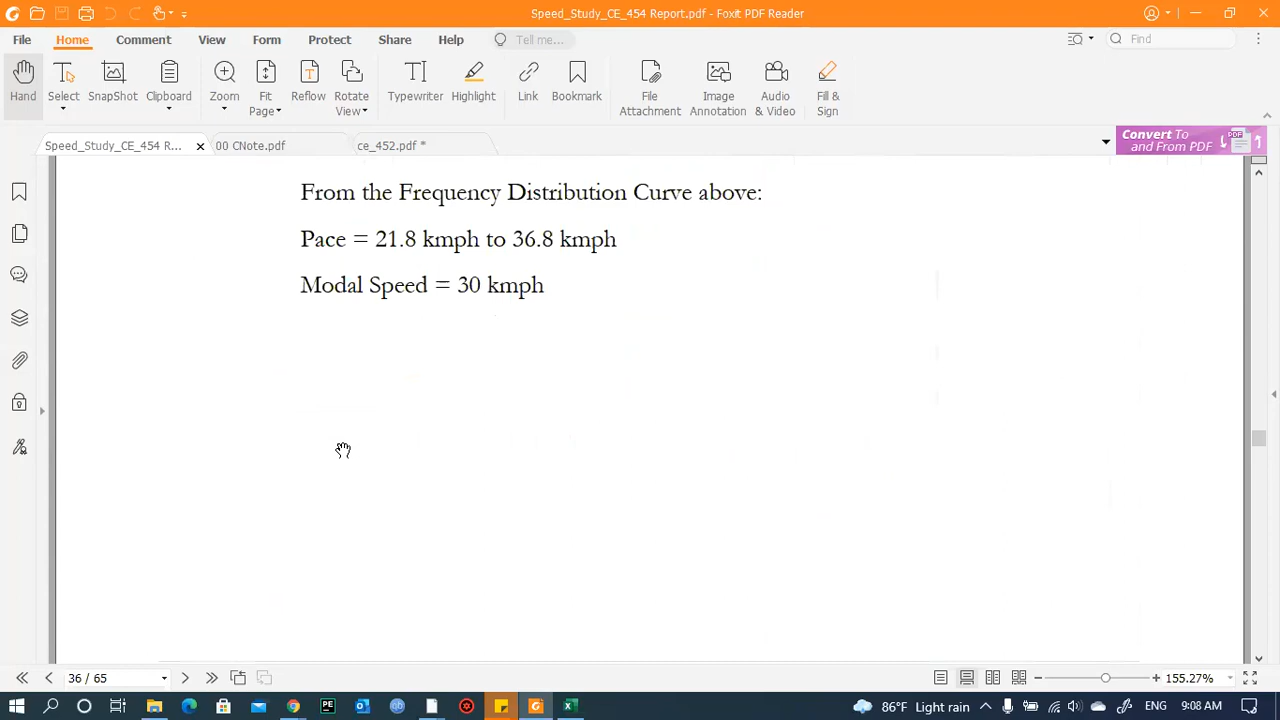 Speed_Study_CE_454 Report.pdf - Foxit PDF Reader
File Home Comment View Form Protect Share Help Tell me... Find
Hand Select SnapShot Clipboard Zoom Fit Page Reflow Rotate View Typewriter Highlight Link Bookmark File Attachment Image Annotation Audio & Video Fill & Sign
Speed_Study_CE_454 R... 00 CNote.pdf ce_452.pdf * Convert To and From PDF
From the Frequency Distribution Curve above:
Pace = 21.8 kmph to 36.8 kmph
Modal Speed = 30 kmph
36 / 65 155.27%
86°F Light rain ENG 9:08 AM